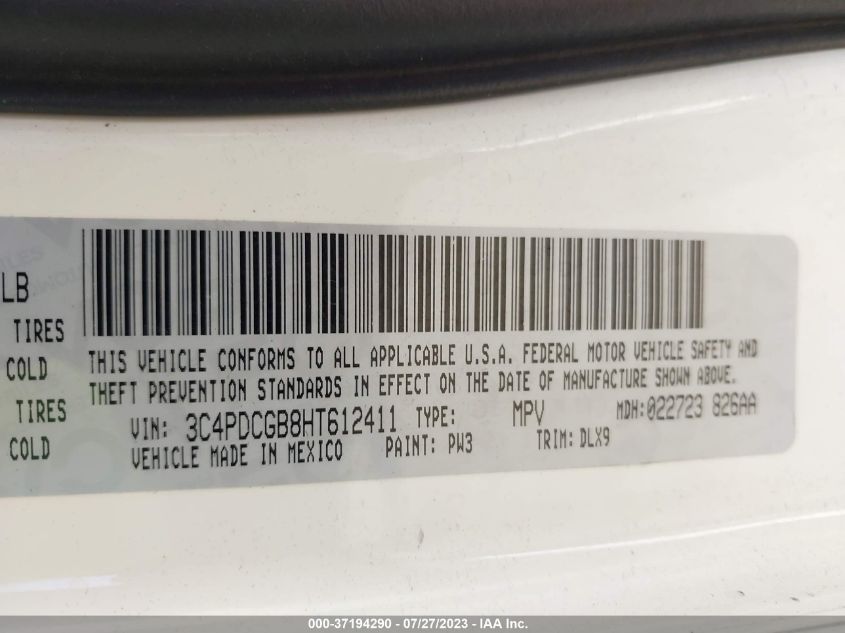 LB
TIRES
COLD
TIRES
COLD
THIS VEHICLE CONFORMS TO ALL APPLICABLE U.S.A. FEDERAL MOTOR VEHICLE SAFETY AND
THEFT PREVENTION STANDARDS IN EFFECT ON THE DATE OF MANUFACTURE SHOWN ABOVE.
VIN: 3C4PDCGB8HT612411 TYPE: MPV MDH:022723 826AA
VEHICLE MADE IN MEXICO PAINT: PW3 TRIM: DLX9
000-37194290 - 07/27/2023 - IAA Inc.